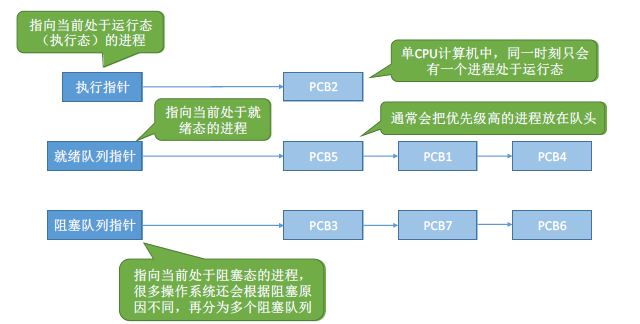 指向当前处于运行态
（执行态）的进程
单CPU计算机中，同一时刻只会
有一个进程处于运行态
执行指针
PCB2
指向当前处于就
绪态的进程
通常会把优先级高的进程放在队头
就绪队列指针
PCB5
PCB1
PCB4
阻塞队列指针
PCB3
PCB7
PCB6
指向当前处于阻塞态的进程，
很多操作系统还会根据阻塞原
因不同，再分为多个阻塞队列